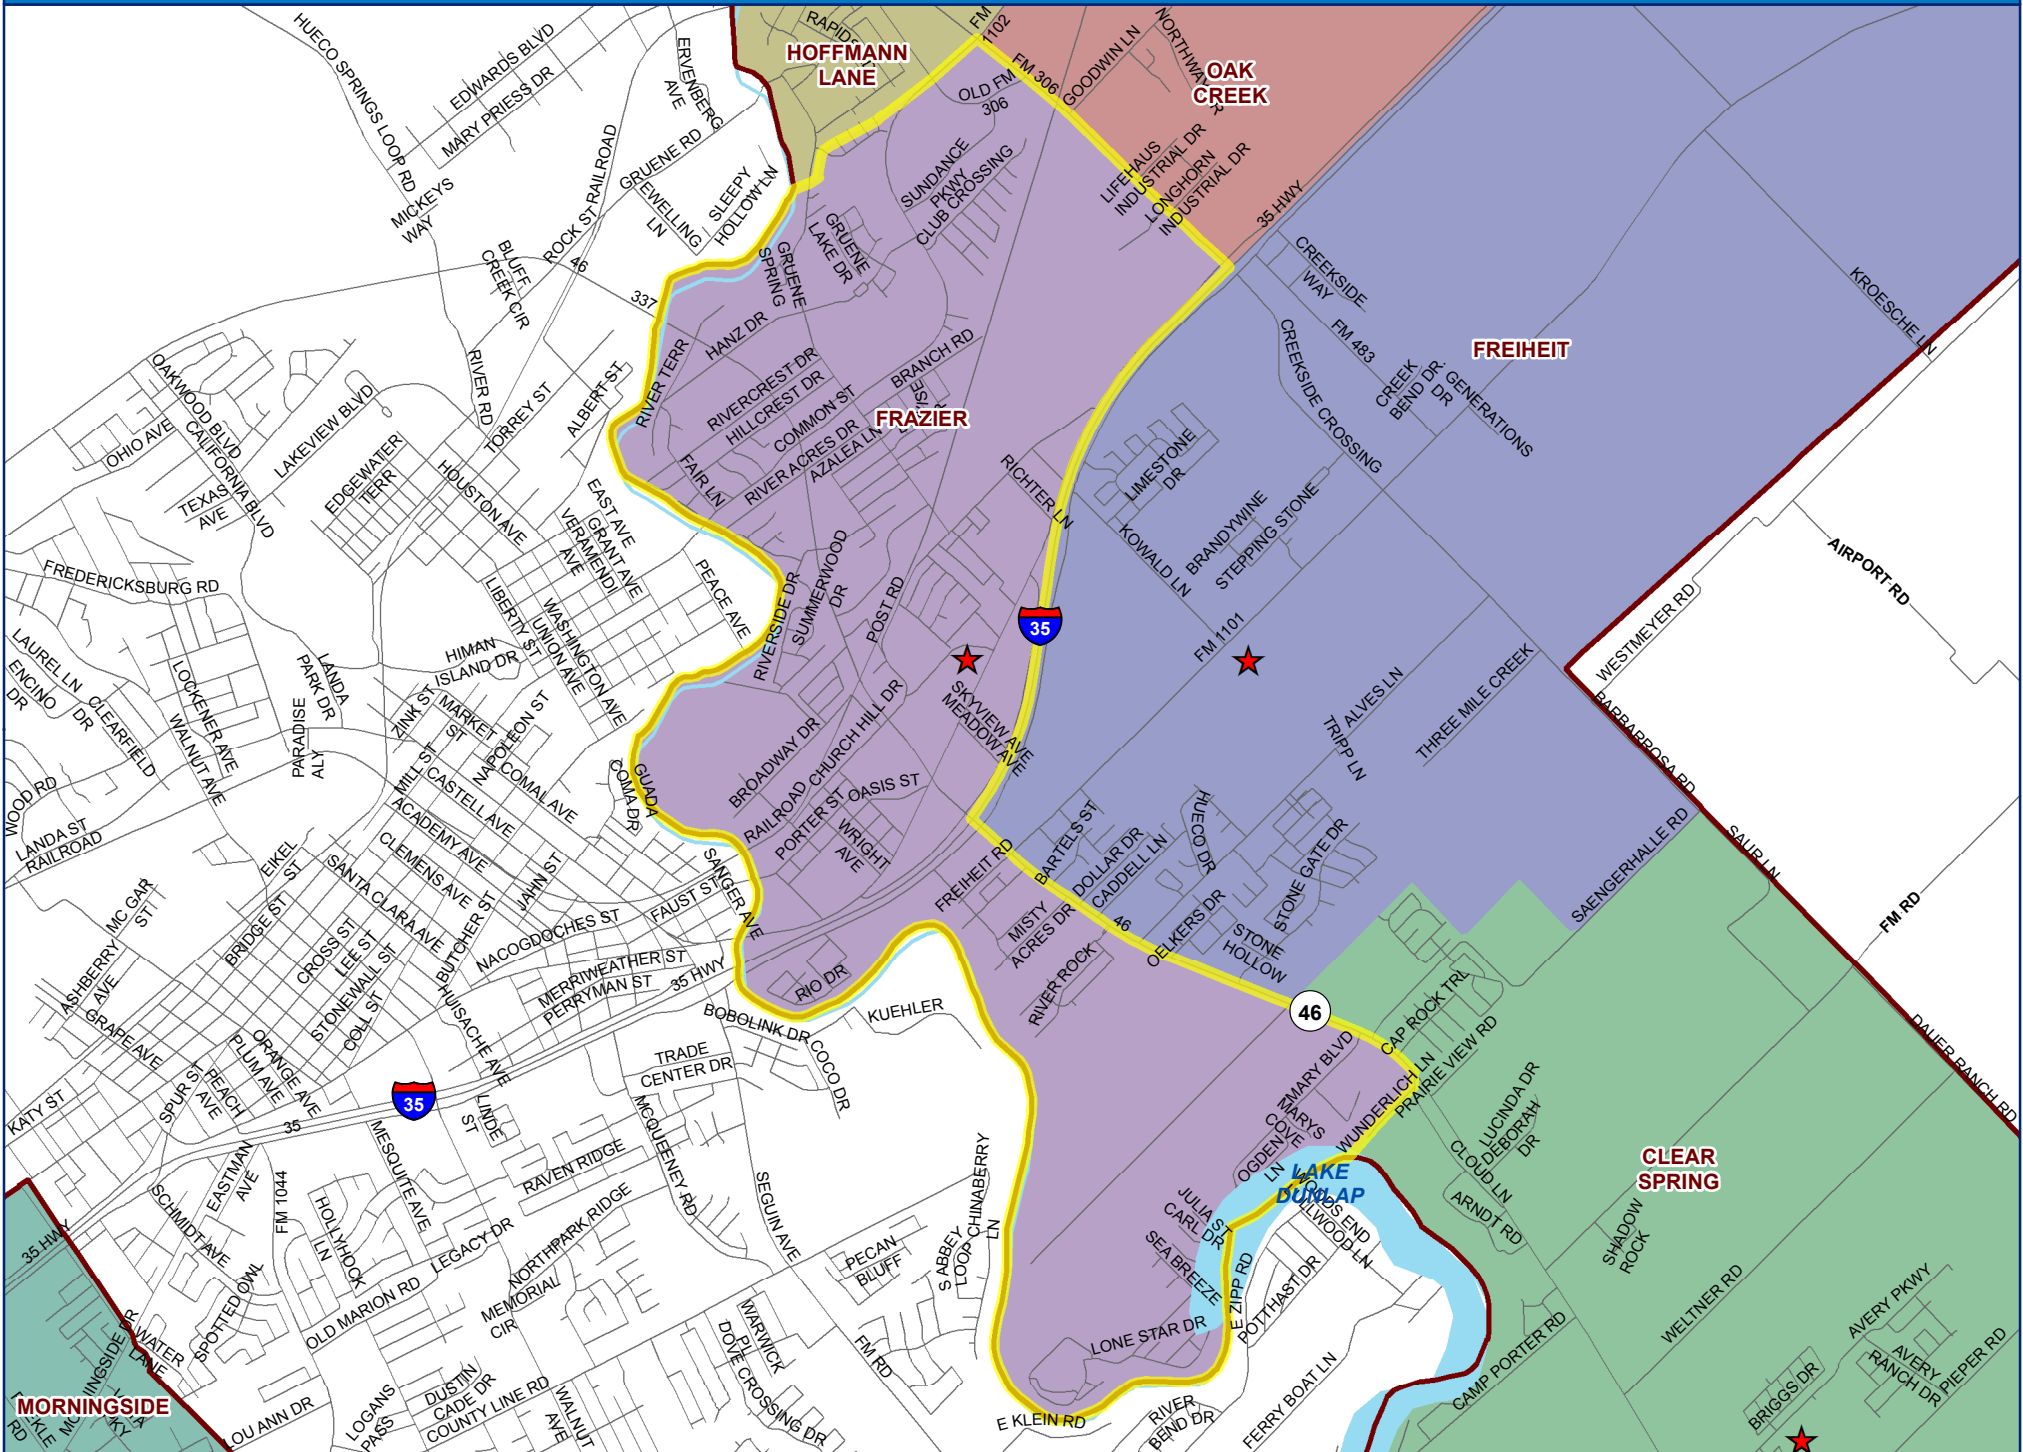 HUECO SPRINGS LOOP RD
EDWARDS BLVD
MARY PRIESS DR
ERVENBERG
AVE
HOFFMANN
LANE
FM
1102
FM 306
OLD FM
306
GOODWIN LN
OAK
CREEK
MICKEYS
WAY
ROCK ST RAILROAD
GRUENE RD
EWELLING
LN
SLEEPY
HOLLOW LN
SUNDANCE
PKWY
CLUB CROSSING
LIFEHAUS
INDUSTRIAL DR
LONGHORN
INDUSTRIAL DR
35 HWY
BLUFF
CREEK CIR
46
337
GRUENE
SPRING
GRUENE
LAKE DR
CREEKSIDE
WAY
FM 483
KROESCHE LN
FREIHEIT
CREEKSIDE CROSSING
CREEK
BEND DR
GENERATIONS
DR
HANZ DR
RIVER TERR
RIVERCREST DR
HILLCREST DR
COMMON ST
BRANCH RD
FRAZIER
RIVER ACRES DR
AZALEA LN
FAIR LN
RIVER RD
TORREY ST
ALBERT ST
OAKWOOD BLVD
CALIFORNIA BLVD
LAKEVIEW BLVD
OHIO AVE
TEXAS
AVE
EDGEWATER
TERR
HOUSTON AVE
EAST AVE
GRANT AVE
VERAMENDI
AVE
RICHTER LN
LIMESTONE
DR
KOWALD LN
BRANDYWINE
STEPPING STONE
FM 1101
AIRPORT RD
WESTMEYER RD
FREDERICKSBURG RD
LIBERTY ST
WASHINGTON AVE
UNION AVE
PEACE AVE
RIVERSIDE DR
SUMMERWOOD
DR
POST RD
35
LAUREL LN
ENCINO
DR
CLEARFIELD
DR
LOCKENER AVE
WALNUT AVE
PARADISE
ALY
LANDA
PARK DR
HIMAN
ISLAND DR
ZINK ST
MARKET
ST
NAPOLEON ST
MILL ST
CASTELL AVE
COMAL AVE
ACADEMY AVE
CLEMENS AVE
COMA DR
GUADA
SKYVIEW AVE
MEADOW AVE
BROADWAY DR
RAILROAD
CHURCH HILL DR
PORTER ST
OASIS ST
WRIGHT
AVE
ALVES LN
TRIPP LN
THREE MILE CREEK
BARBAROSA RD
SAUR LN
SAENGERHALLE RD
FM RD
DAUER RANCH RD
WOOD RD
LANDA ST
RAILROAD
EIKEL
ST
SANTA CLARA AVE
JAHN ST
BUTCHER ST
NACOGDOCHES ST
FAUST ST
SANGER AVE
MC GAR
ST
ASHBERRY
AVE
BRIDGE ST
CROSS ST
LEE ST
STONEWALL ST
COLL ST
HUISACHE AVE
MERRIWEATHER ST
PERRYMAN ST
35 HWY
RIO DR
FREIHEIT RD
BARTELS ST
DOLLAR DR
CADDELL LN
HUECO DR
STONE GATE DR
MISTY
ACRES DR
46
OELKERS DR
STONE
HOLLOW
RIVER ROCK
46
CAP ROCK TRL
PRAIRIE VIEW RD
WUNDERLICH LN
MARY BLVD
MARYS
COVE
OGDEN
LN
LUCINDA DR
DEBORAH
DR
CLOUD LN
ARNDT RD
CLEAR
SPRING
SHADOW
ROCK
WELTNER RD
GRAPE AVE
ORANGE AVE
PLUM AVE
PEACH
AVE
SPUR ST
KATY ST
35
35
LINDE
ST
MESQUITE AVE
BOBOLINK DR
KUEHLER
COCO DR
TRADE
CENTER DR
MCQUEENEY RD
SEGUIN AVE
RAVEN RIDGE
EASTMAN
AVE
SCHMIDT AVE
FM 1044
HOLLYHOCK
LN
LEGACY DR
NORTHPARK RIDGE
OLD MARION RD
MEMORIAL
CIR
SPOTTED OWL
35 HWY
WATER
LANE
MORNINGSIDE DR
MORNINGSIDE
LOU ANN DR
LOGANS
PASS
DUSTIN
CADE DR
COUNTY LINE RD
WALNUT
AVE
WARWICK
PL
DOVE CROSSING DR
FM RD
PECAN
BLUFF
S ABBEY
LOOP
CHINABERRY
LN
LAKE
DUNLAP
WOODS END
JULIA ST
CARL DR
SEA BREEZE
E ZIPP RD
POTTHAST DR
LONE STAR DR
E KLEIN RD
RIVER
BEND DR
FERRY BOAT LN
CAMP PORTER RD
AVERY PKWY
AVERY
RANCH DR
PIEPER RD
BRIGGS DR